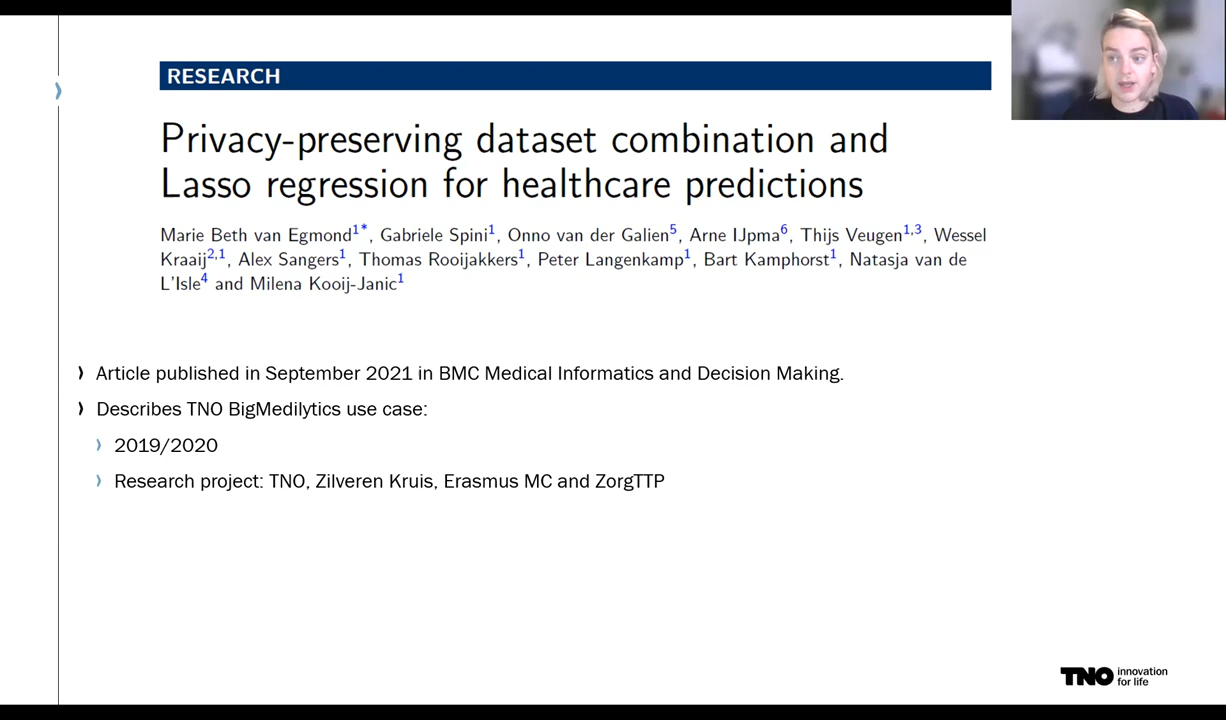 RESEARCH
Privacy-preserving dataset combination and
Lasso regression for healthcare predictions
Marie Beth van Egmond1*, Gabriele Spini1, Onno van der Galien5, Arne IJpma6, Thijs Veugen1,3, Wessel
Kraaij2,1, Alex Sangers1, Thomas Rooijakkers1, Peter Langenkamp1, Bart Kamphorst1, Natasja van de
L'Isle4 and Milena Kooij-Janic1
Article published in September 2021 in BMC Medical Informatics and Decision Making.
Describes TNO BigMedilytics use case:
2019/2020
Research project: TNO, Zilveren Kruis, Erasmus MC and ZorgTTP
TNO innovation
for life